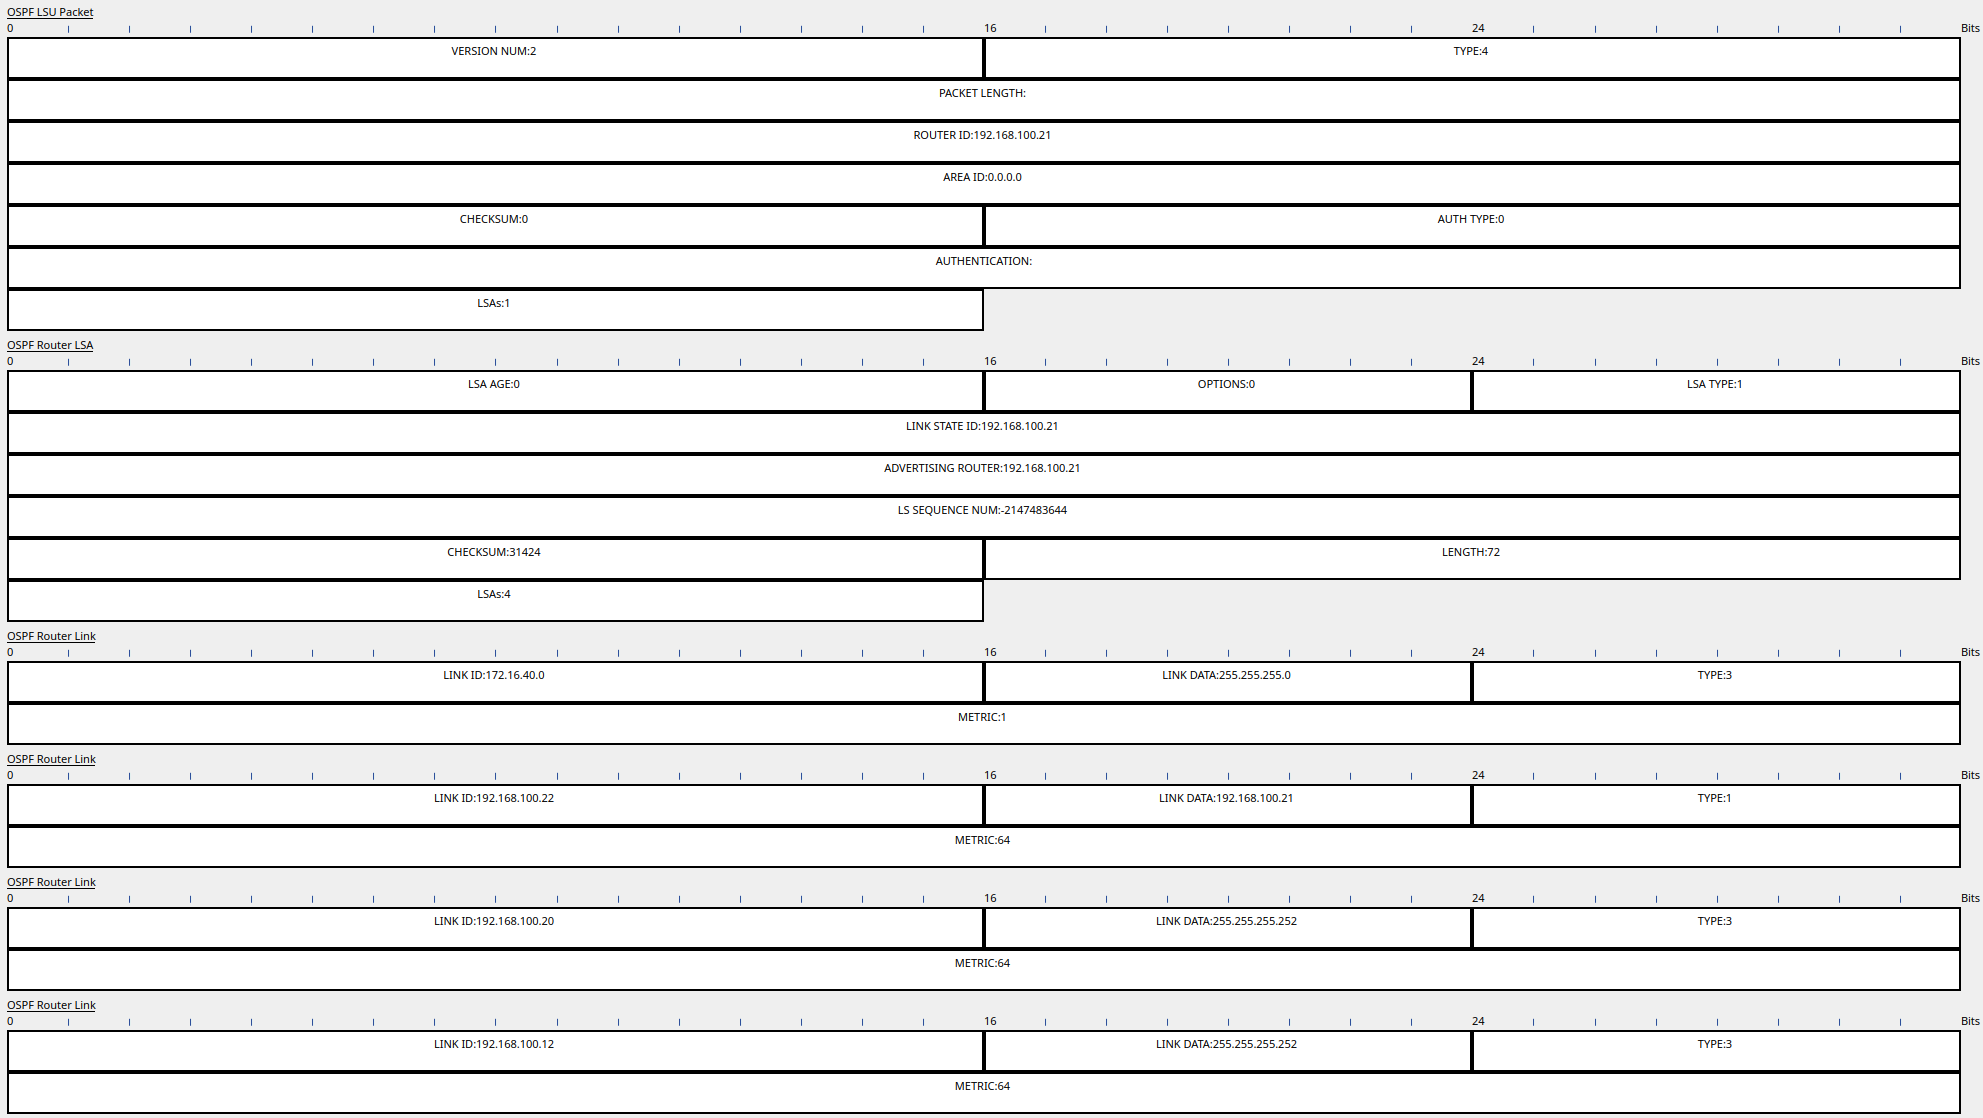 OSPF LSU Packet
0 16 24 Bits
VERSION NUM:2 TYPE:4
PACKET LENGTH:
ROUTER ID:192.168.100.21
AREA ID:0.0.0.0
CHECKSUM:0 AUTH TYPE:0
AUTHENTICATION:
LSAs:1
OSPF Router LSA
0 16 24 Bits
LSA AGE:0 OPTIONS:0 LSA TYPE:1
LINK STATE ID:192.168.100.21
ADVERTISING ROUTER:192.168.100.21
LS SEQUENCE NUM:-2147483644
CHECKSUM:31424 LENGTH:72
LSAs:4
OSPF Router Link
0 16 24 Bits
LINK ID:172.16.40.0 LINK DATA:255.255.255.0 TYPE:3
METRIC:1
OSPF Router Link
0 16 24 Bits
LINK ID:192.168.100.22 LINK DATA:192.168.100.21 TYPE:1
METRIC:64
OSPF Router Link
0 16 24 Bits
LINK ID:192.168.100.20 LINK DATA:255.255.255.252 TYPE:3
METRIC:64
OSPF Router Link
0 16 24 Bits
LINK ID:192.168.100.12 LINK DATA:255.255.255.252 TYPE:3
METRIC:64